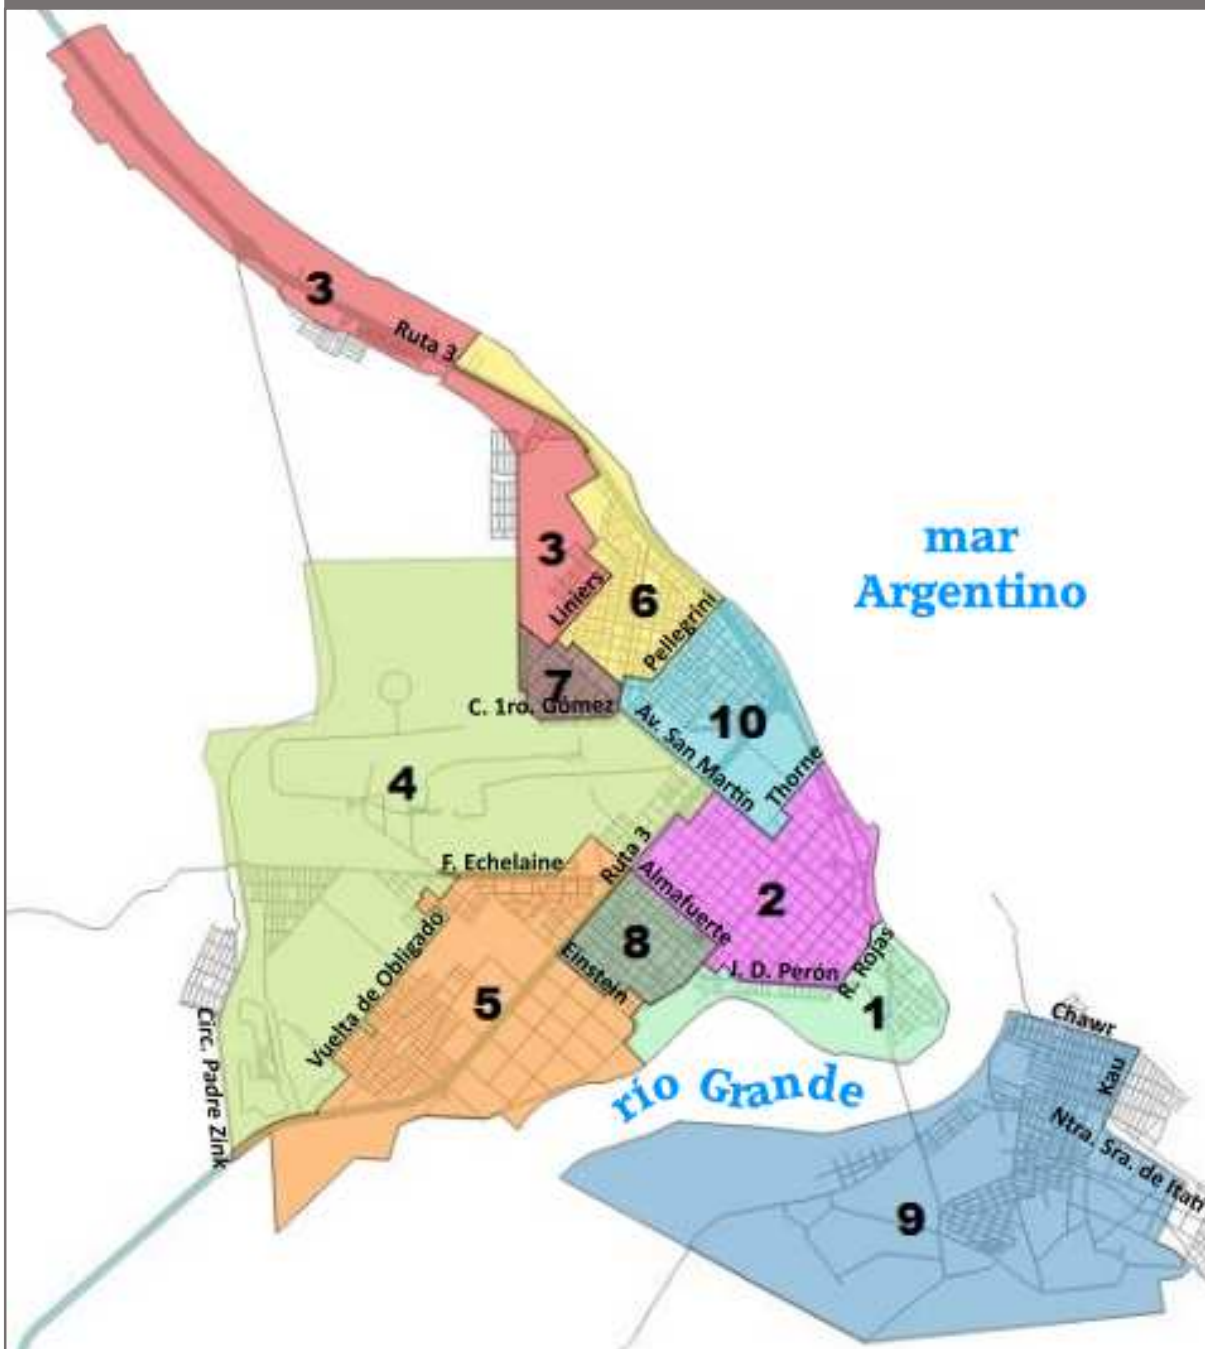 3
Ruta 3
mar
Argentino
3
Liniers
6
Pellegrini
7
C. 1ro. Gómez
10
Av. San Martín
Thorne
4
F. Echelaine
Ruta 3
Almafuerte
2
8
Einstein
J. D. Perón
R. Rojas
Vuelta de Obligado
5
1
Circ. Padre Zink
río Grande
Chawr
Kau
Ntra. Sra. de Itatí
9